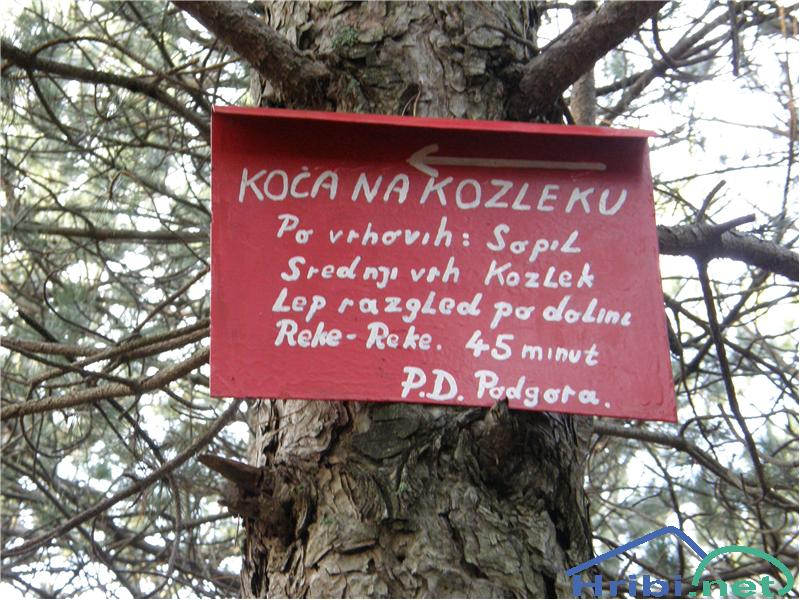 KOČA NA KOZLEKU
Po vrhovih: Sopil
Srednji vrh Kozlek
Lep razgled po dolini
Reke-Reke. 45 minut
P.D. Podgora.
Hribi.net